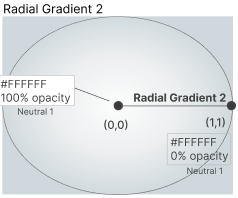 Radial Gradient 2
#FFFFFF
100% opacity
Neutral 1
Radial Gradient 2
(0,0)
(1,1)
#FFFFFF
0% opacity
Neutral 1